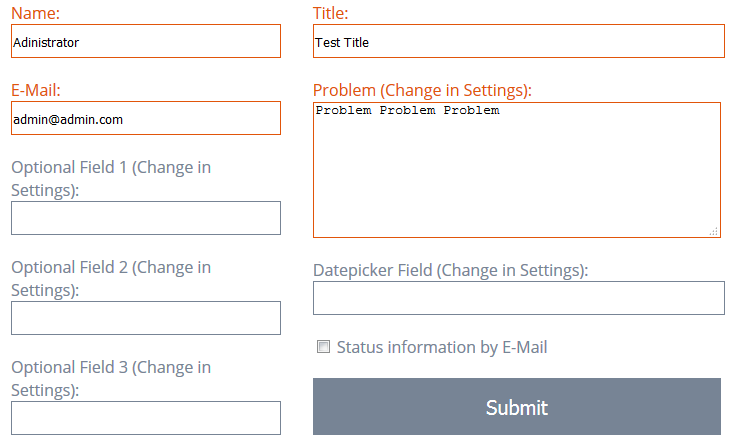 Name:
Adinistrator
E-Mail:
admin@admin.com
Optional Field 1 (Change in
Settings):
Optional Field 2 (Change in
Settings):
Optional Field 3 (Change in
Settings):
Title:
Test Title
Problem (Change in Settings):
Problem Problem Problem
Datepicker Field (Change in Settings):
Status information by E-Mail
Submit